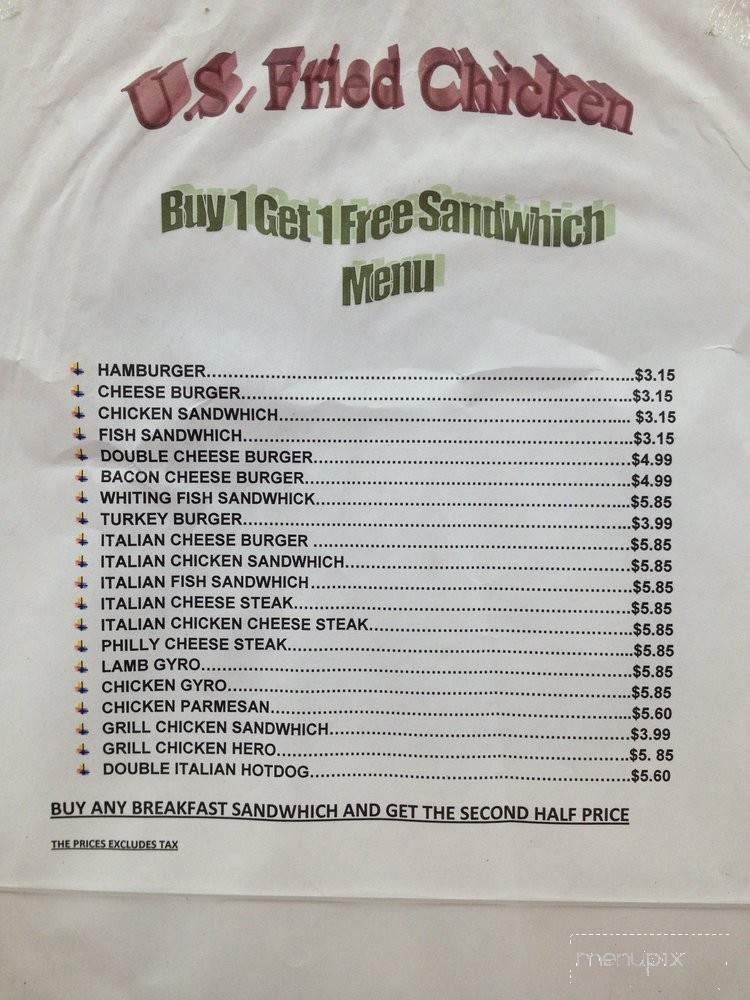 U.S. Fried Chicken
Buy 1 Get 1 Free Sandwhich
Menu
HAMBURGER.....$3.15
CHEESE BURGER.....$3.15
CHICKEN SANDWHICH..... $3.15
FISH SANDWHICH.....$3.15
DOUBLE CHEESE BURGER.....$4.99
BACON CHEESE BURGER.....$4.99
WHITING FISH SANDWHICK.....$5.85
TURKEY BURGER.....$3.99
ITALIAN CHEESE BURGER .....$5.85
ITALIAN CHICKEN SANDWHICH.....$5.85
ITALIAN FISH SANDWHICH.....$5.85
ITALIAN CHEESE STEAK.....$5.85
ITALIAN CHICKEN CHEESE STEAK.....$5.85
PHILLY CHEESE STEAK.....$5.85
LAMB GYRO.....$5.85
CHICKEN GYRO.....$5.85
CHICKEN PARMESAN.....$5.60
GRILL CHICKEN SANDWHICH.....$3.99
GRILL CHICKEN HERO.....$5. 85
DOUBLE ITALIAN HOTDOG.....$5.60
BUY ANY BREAKFAST SANDWHICH AND GET THE SECOND HALF PRICE
THE PRICES EXCLUDES TAX
menupix